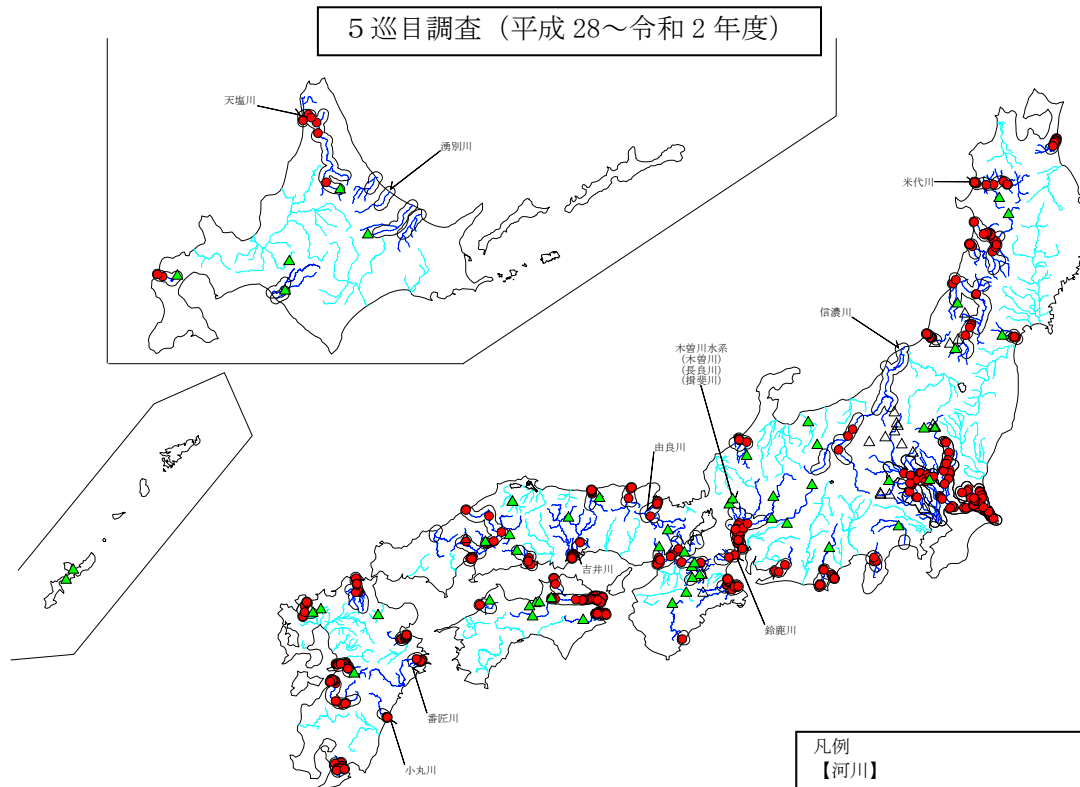 5巡目調査（平成 28～令和 2 年度）
天塩川
湧別川
米代川
信濃川
木曽川水系
(木曽川)
(長良川)
(揖斐川)
由良川
吉井川
鈴鹿川
番匠川
小丸川
凡例
【河川】